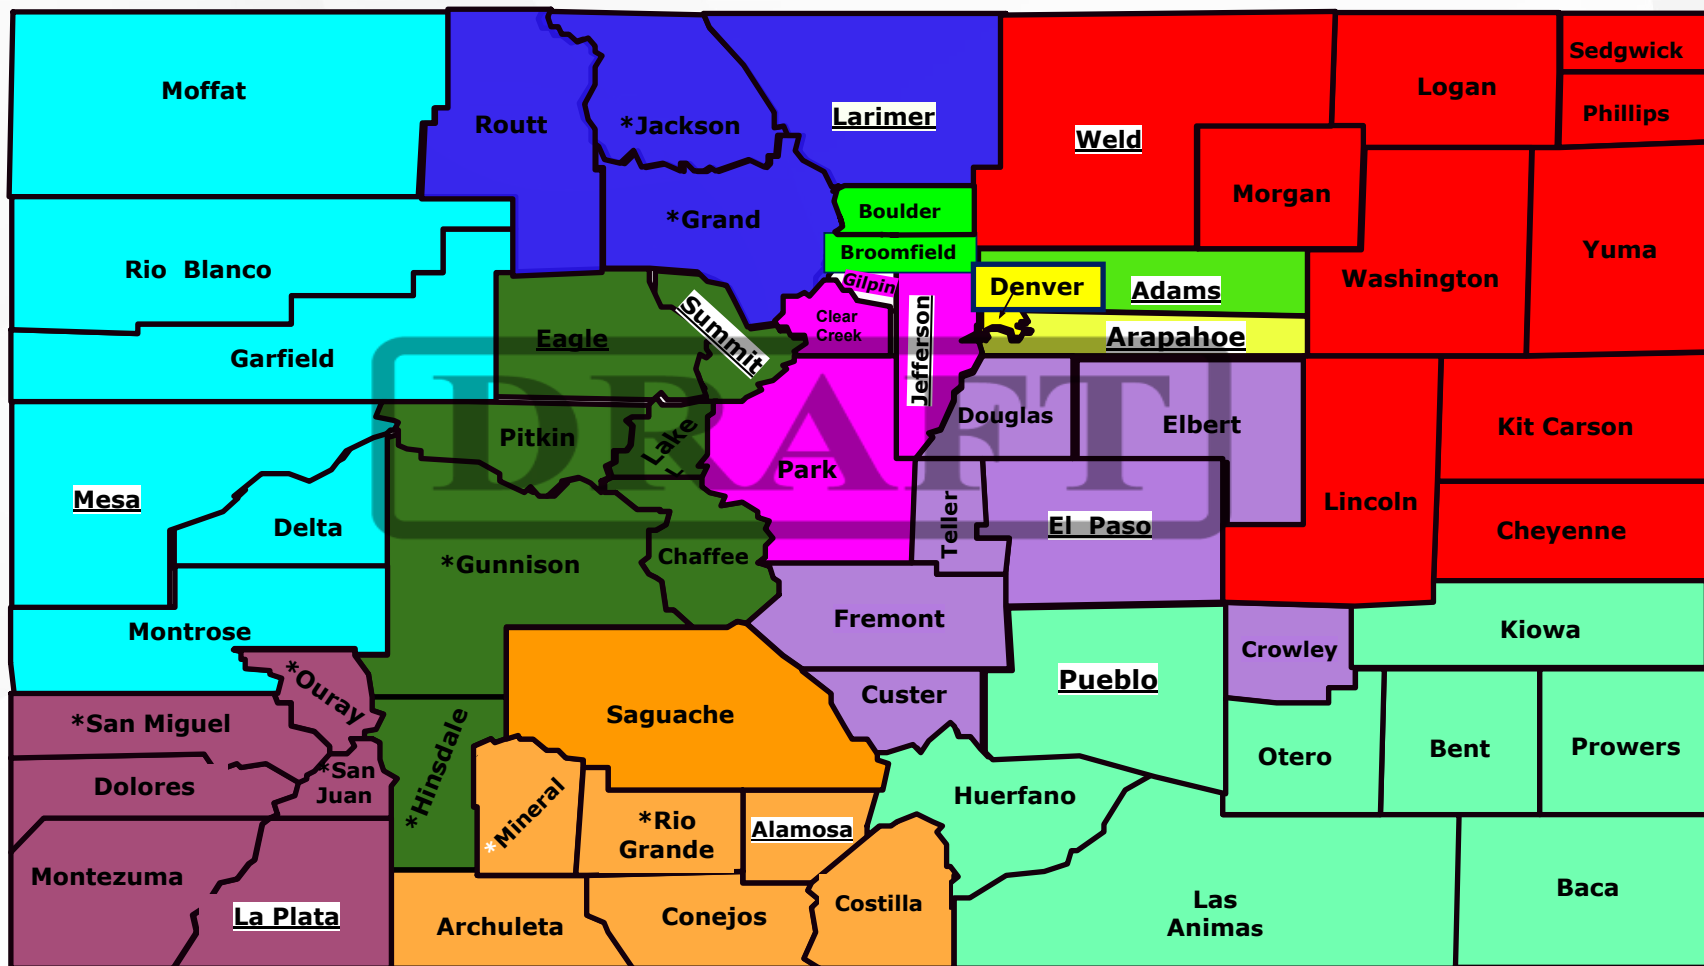 Moffat
Routt
*Jackson
Larimer
Weld
Logan
Sedgwick
Phillips
Morgan
Rio Blanco
*Grand
Boulder
Broomfield
Gilpin
Denver
Adams
Washington
Yuma
Garfield
Eagle
Summit
Clear
Creek
Jefferson
Arapahoe
DRAFT
Mesa
Delta
Pitkin
Lake
Park
Douglas
Elbert
Lincoln
Kit Carson
Cheyenne
*Gunnison
Chaffee
Teller
El Paso
Montrose
Fremont
Crowley
Kiowa
*Ouray
*San Miguel
Saguache
Custer
Pueblo
Otero
Bent
Prowers
Dolores
*San
Juan
*Hinsdale
*Mineral
*Rio
Grande
Alamosa
Huerfano
Montezuma
La Plata
Archuleta
Conejos
Costilla
Las
Animas
Baca